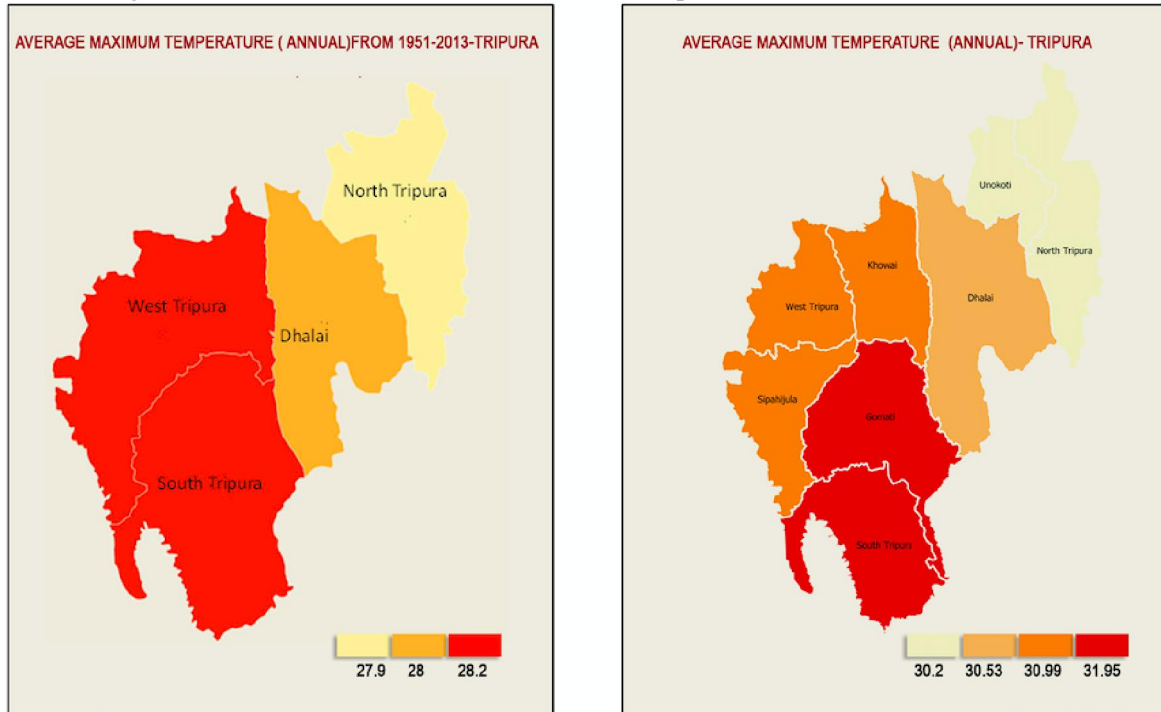 AVERAGE MAXIMUM TEMPERATURE ( ANNUAL)FROM 1951-2013-TRIPURA
North Tripura
West Tripura
Dhalai
South Tripura
27.9 28 28.2
AVERAGE MAXIMUM TEMPERATURE (ANNUAL)- TRIPURA
Unokoti
North Tripura
Khowai
Dhalai
West Tripura
Sipahijula
Gomati
South Tripura
30.2 30.53 30.99 31.95